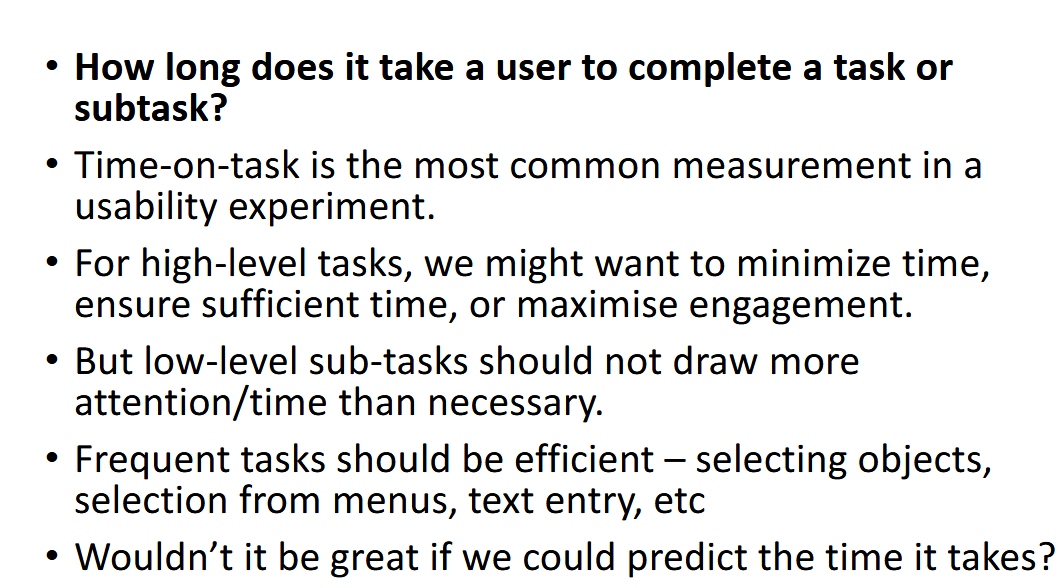 • How long does it take a user to complete a task or
subtask?
• Time-on-task is the most common measurement in a
usability experiment.
• For high-level tasks, we might want to minimize time,
ensure sufficient time, or maximise engagement.
• But low-level sub-tasks should not draw more
attention/time than necessary.
• Frequent tasks should be efficient – selecting objects,
selection from menus, text entry, etc
• Wouldn’t it be great if we could predict the time it takes?